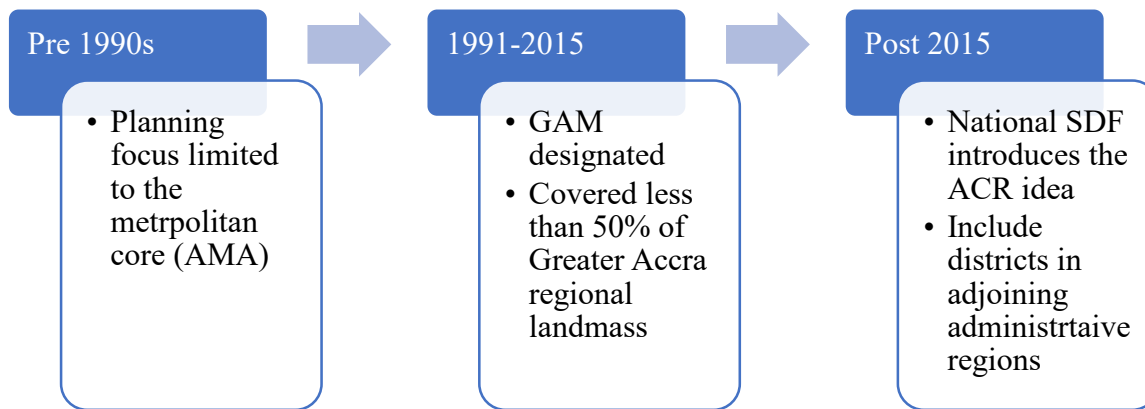 Pre 1990s
• Planning
focus limited
to the
metrpolitan
core (AMA)
1991-2015
• GAM
designated
• Covered less
than 50% of
Greater Accra
regional
landmass
Post 2015
• National SDF
introduces the
ACR idea
• Include
districts in
adjoining
administrtaive
regions